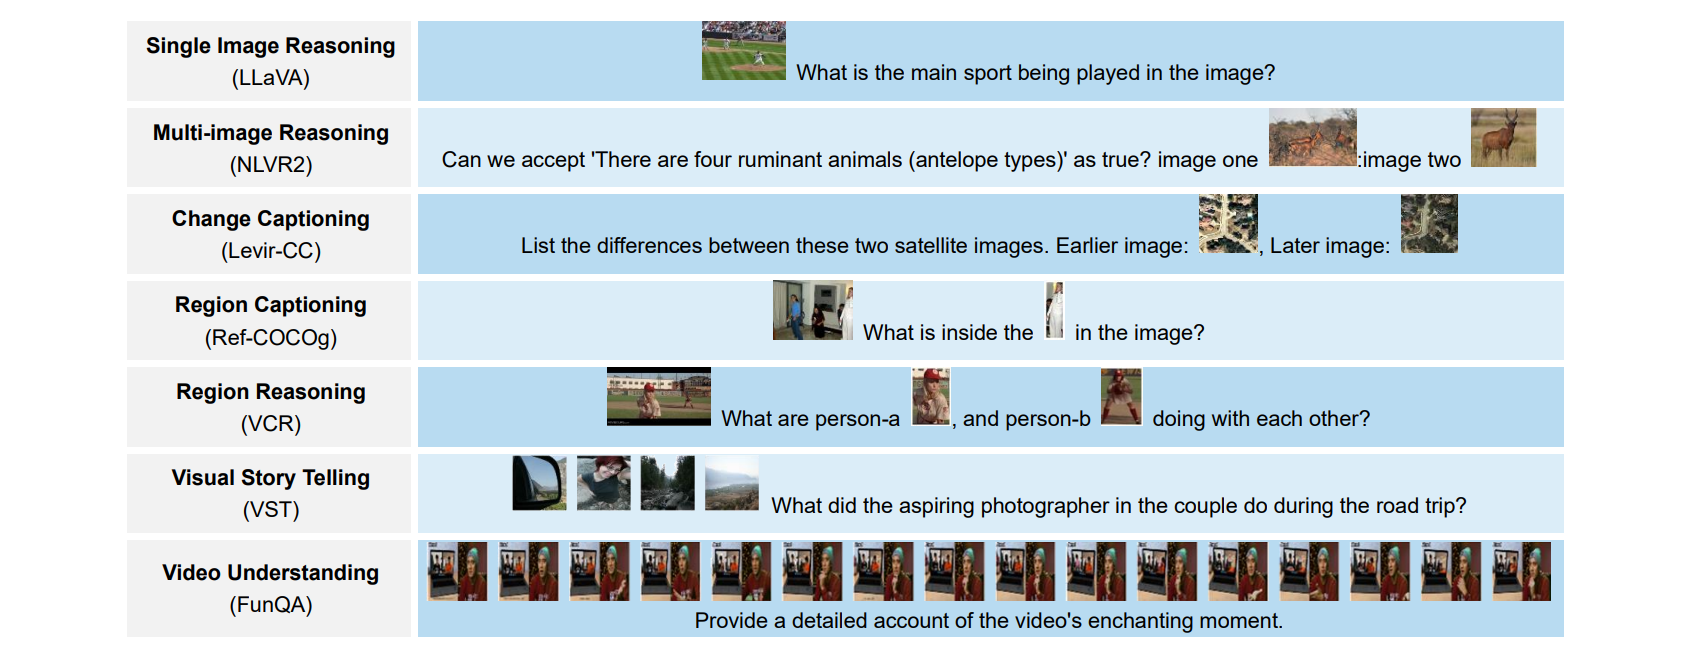 Single Image Reasoning
(LLaVA)
What is the main sport being played in the image?
Multi-image Reasoning
(NLVR2)
Can we accept 'There are four ruminant animals (antelope types)' as true? image one :image two
Change Captioning
(Levir-CC)
List the differences between these two satellite images. Earlier image: , Later image:
Region Captioning
(Ref-COCOg)
What is inside the in the image?
Region Reasoning
(VCR)
What are person-a , and person-b doing with each other?
Visual Story Telling
(VST)
What did the aspiring photographer in the couple do during the road trip?
Video Understanding
(FunQA)
Provide a detailed account of the video's enchanting moment.